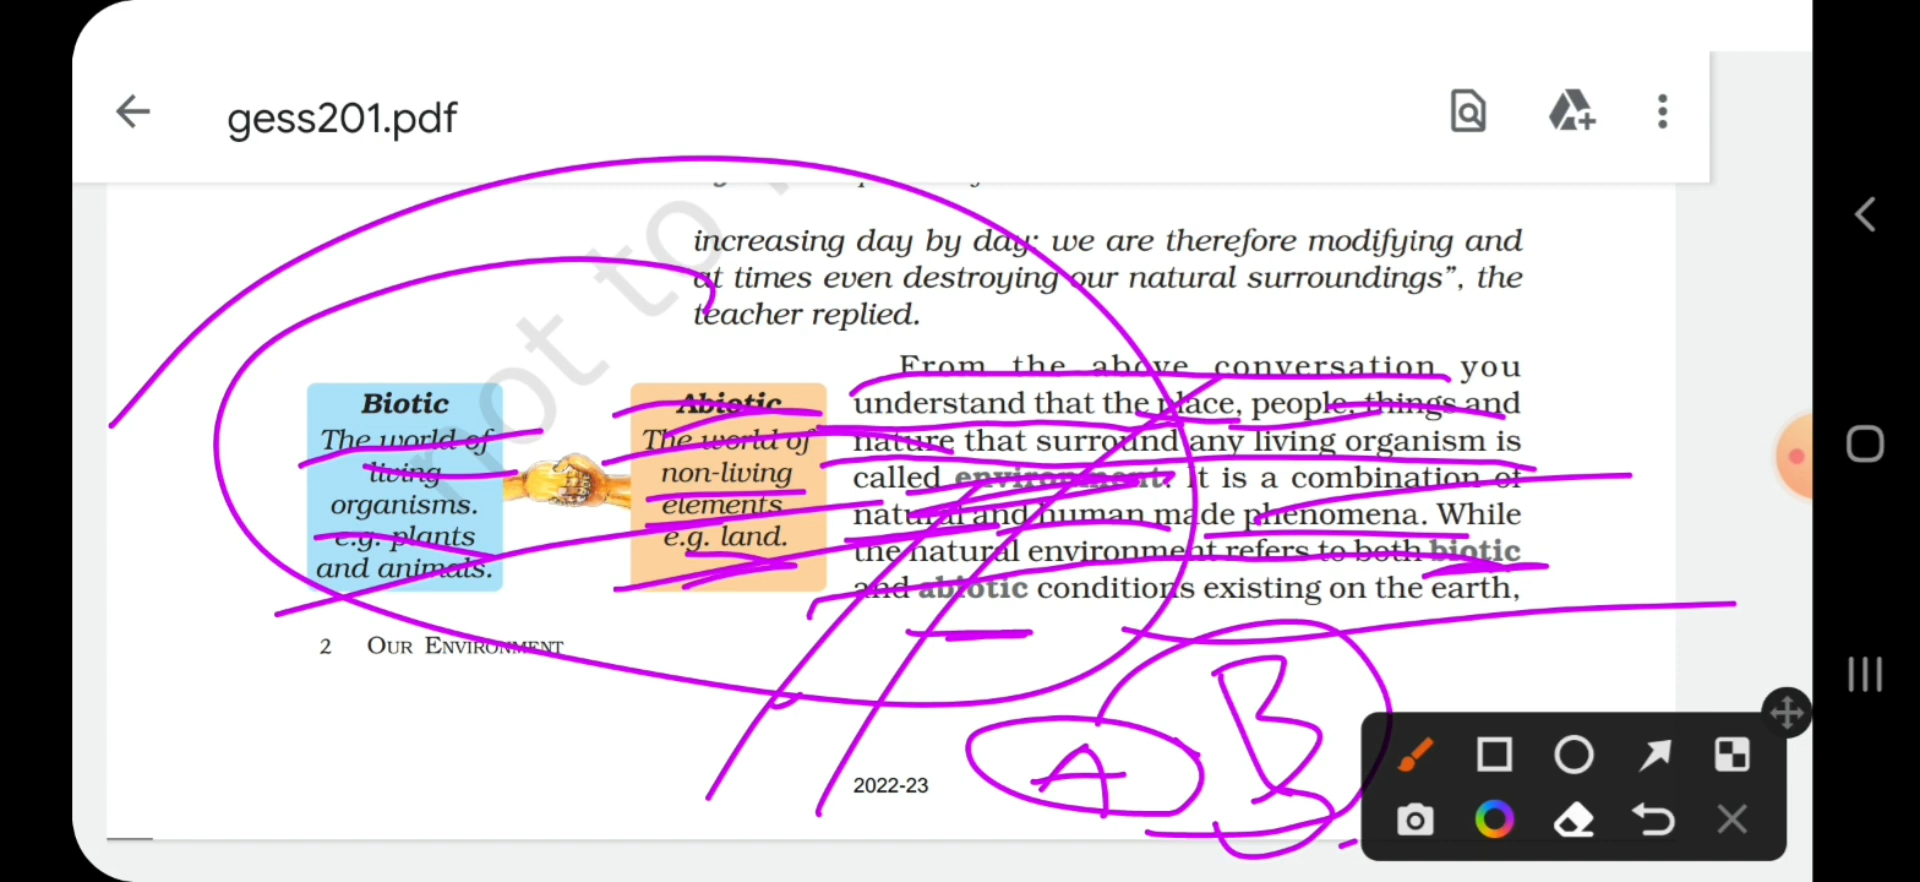 gess201.pdf
increasing day by day; we are therefore modifying and
at times even destroying our natural surroundings”, the
teacher replied.
From the above conversation you
understand that the place, people, things and
nature that surround any living organism is
called environment. It is a combination of
natural and human made phenomena. While
the natural environment refers to both biotic
and abiotic conditions existing on the earth,
Biotic
The world of
living
organisms.
e.g. plants
and animals.
Abiotic
The world of
non-living
elements
e.g. land.
2 OUR ENVIRONMENT
2022-23
A
B
not to